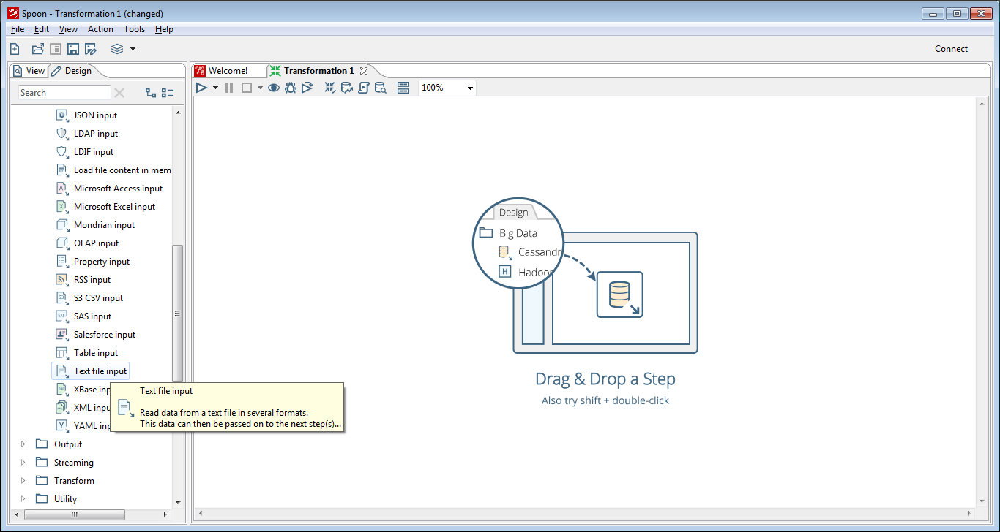 Spoon - Transformation 1 (changed)
File Edit View Action Tools Help
Connect
View Design
Welcome! Transformation 1
Search
100%
JSON input
LDAP input
LDIF input
Load file content in mem
Microsoft Access input
Microsoft Excel input
Mondrian input
OLAP input
Property input
RSS input
S3 CSV input
SAS input
Salesforce input
Table input
Text file input
XBase inp
XML inpu
YAML inp
Text file input
Read data from a text file in several formats.
This data can then be passed on to the next step(s)...
Output
Streaming
Transform
Utility
Design
Big Data
Cassandr
H Hadoop
Drag & Drop a Step
Also try shift + double-click